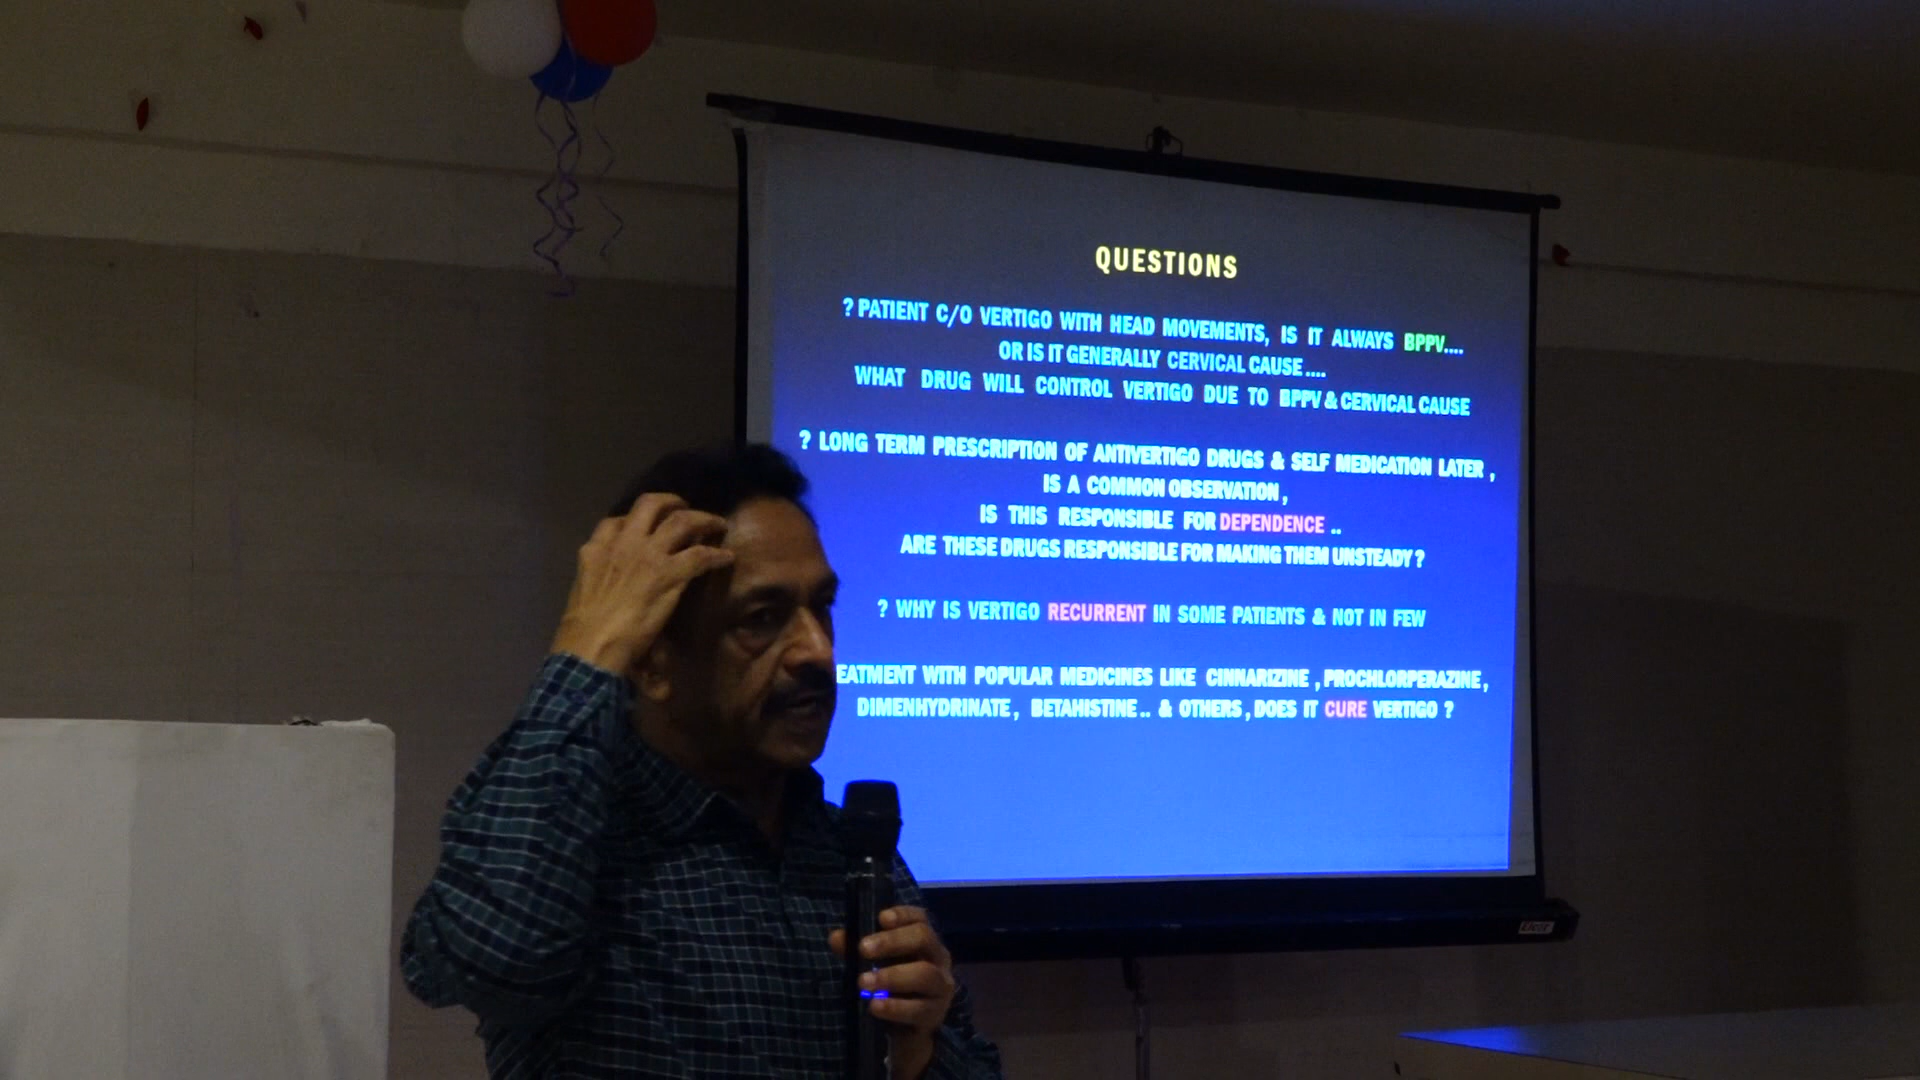 QUESTIONS
? PATIENT C/O VERTIGO WITH HEAD MOVEMENTS, IS IT ALWAYS BPPV....
OR IS IT GENERALLY CERVICAL CAUSE....
WHAT DRUG WILL CONTROL VERTIGO DUE TO BPPV & CERVICAL CAUSE
? LONG TERM PRESCRIPTION OF ANTIVERTIGO DRUGS & SELF MEDICATION LATER ,
IS A COMMON OBSERVATION ,
IS THIS RESPONSIBLE FOR DEPENDENCE ..
ARE THESE DRUGS RESPONSIBLE FOR MAKING THEM UNSTEADY ?
? WHY IS VERTIGO RECURRENT IN SOME PATIENTS & NOT IN FEW
EATMENT WITH POPULAR MEDICINES LIKE CINNARIZINE , PROCHLORPERAZINE ,
DIMENHYDRINATE , BETAHISTINE .. & OTHERS , DOES IT CURE VERTIGO ?